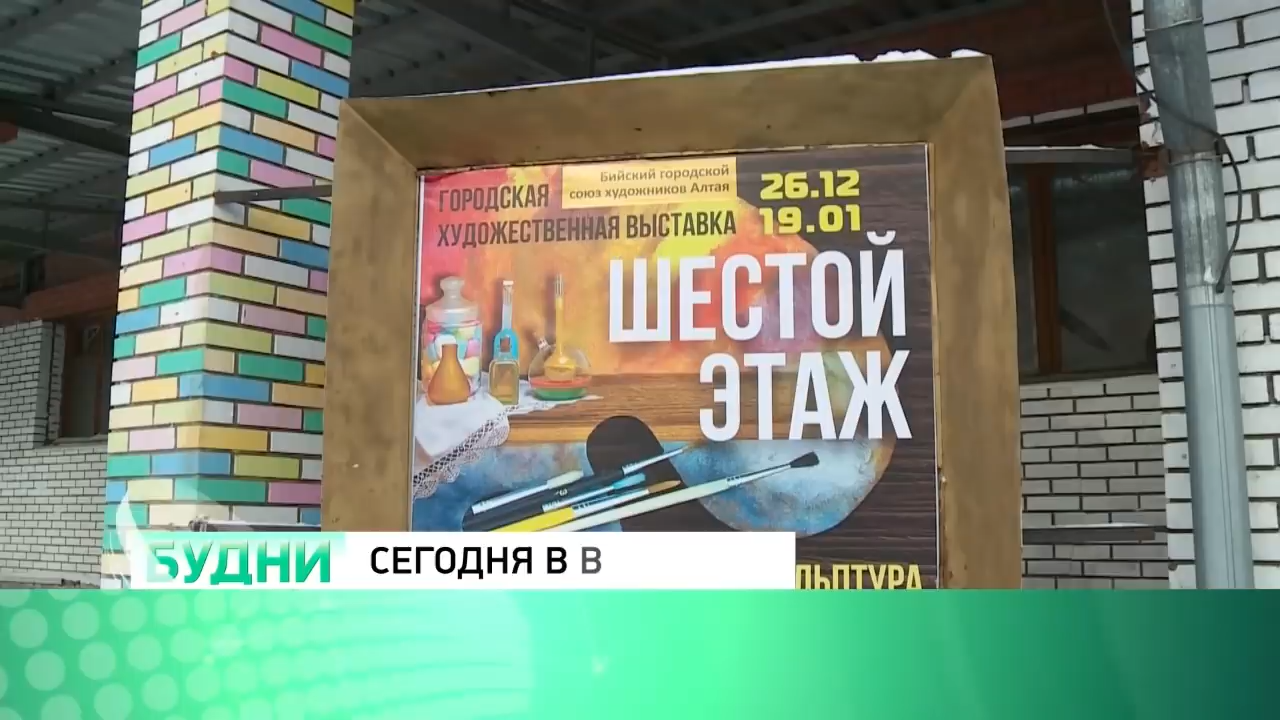 Бийский городской
союз художников Алтая
ГОРОДСКАЯ
ХУДОЖЕСТВЕННАЯ ВЫСТАВКА
26.12
19.01
ШЕСТОЙ
ЭТАЖ
БУДНИ
СЕГОДНЯ В В